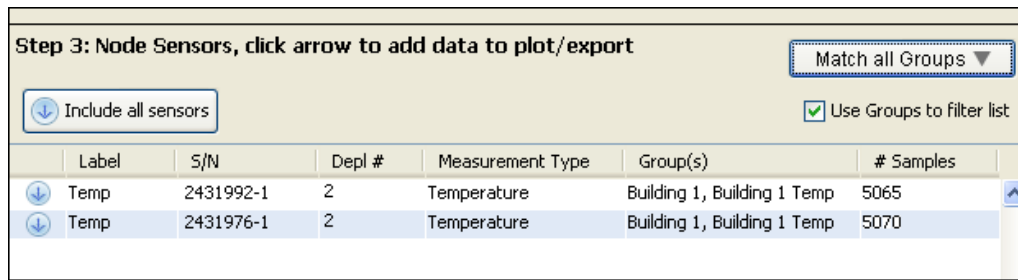 Step 3: Node Sensors, click arrow to add data to plot/export
Match all Groups ▼
Include all sensors
Use Groups to filter list
Label S/N Depl # Measurement Type Group(s) # Samples
Temp 2431992-1 2 Temperature Building 1, Building 1 Temp 5065
Temp 2431976-1 2 Temperature Building 1, Building 1 Temp 5070